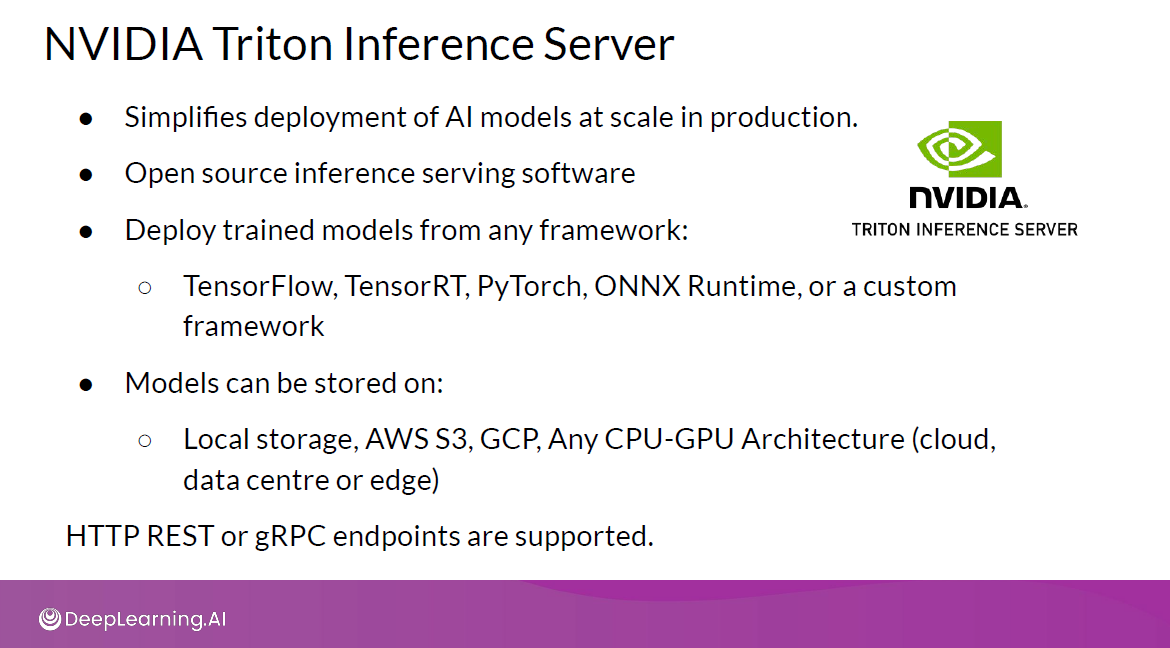 NVIDIA Triton Inference Server
● Simplifies deployment of AI models at scale in production.
● Open source inference serving software
● Deploy trained models from any framework:
○ TensorFlow, TensorRT, PyTorch, ONNX Runtime, or a custom
framework
● Models can be stored on:
○ Local storage, AWS S3, GCP, Any CPU-GPU Architecture (cloud,
data centre or edge)
HTTP REST or gRPC endpoints are supported.
NVIDIA.
TRITON INFERENCE SERVER
DeepLearning.AI